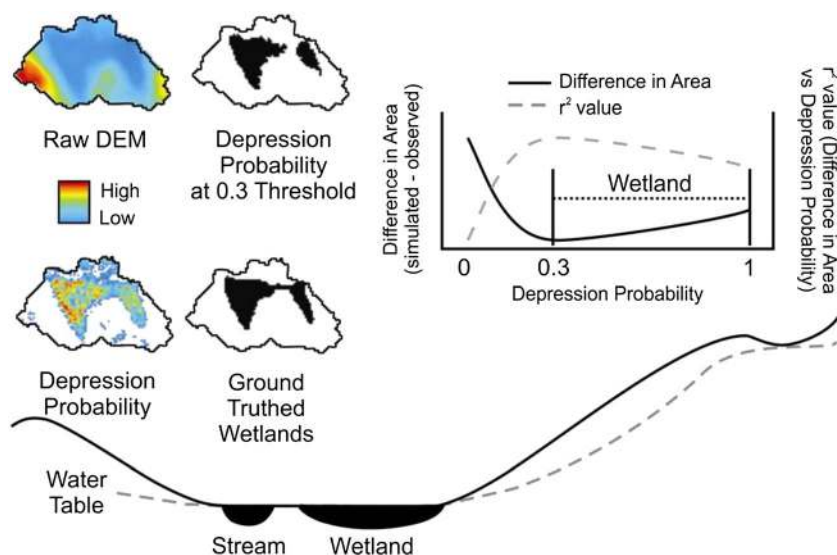 Raw DEM
Depression
Probability
at 0.3 Threshold
High
Low
Depression
Probability
Ground
Truthed
Wetlands
Difference in Area
r² value
Difference in Area
(simulated - observed)
Wetland
0
0.3
1
Depression Probability
r² value (Difference in Area
vs Depression Probability)
Water
Table
Stream
Wetland